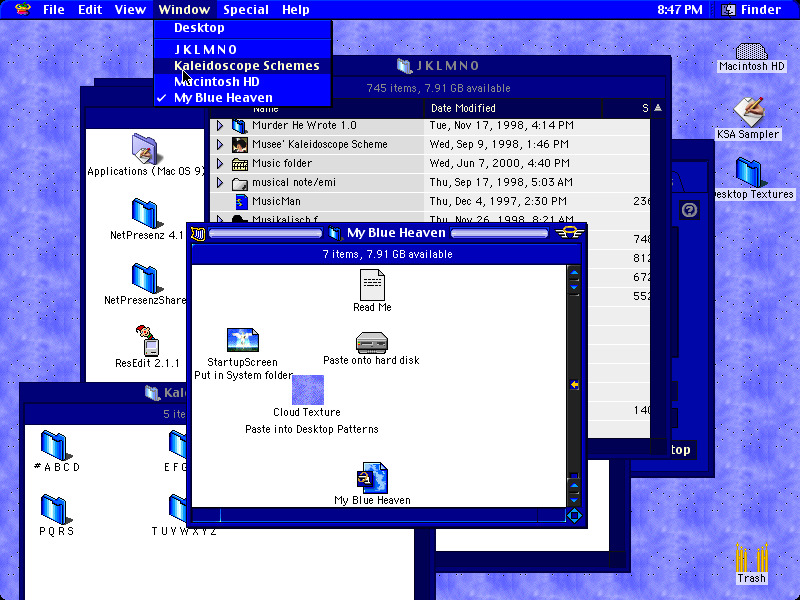 File Edit View Window Special Help 8:47 PM Finder
Desktop
J K L M N O
Kaleidoscope Schemes
Macintosh HD
✓ My Blue Heaven
J K L M N O
745 items, 7.91 GB available
Name Date Modified S
Murder He Wrote 1.0 Tue, Nov 17, 1998, 4:14 PM
Musee' Kaleidoscope Scheme Wed, Sep 9, 1998, 1:46 PM
Music folder Wed, Jun 7, 2000, 4:40 PM
musical note/emi Thu, Sep 17, 1998, 5:03 AM
MusicMan Thu, Dec 4, 1997, 2:30 PM 236
Musikalisch f Thu, Nov 26, 1998, 8:21 AM
748
812
672
552
140
Applications (Mac OS 9)
NetPresenz 4.1
NetPresenzShare
ResEdit 2.1.1
My Blue Heaven
7 items, 7.91 GB available
Read Me
StartupScreen
Put in System folder
Paste onto hard disk
Cloud Texture
Paste into Desktop Patterns
My Blue Heaven
Kal
5 ite
# A B C D
E F G
P Q R S
T U V W X Y Z
top
Macintosh HD
KSA Sampler
esktop Textures
Trash